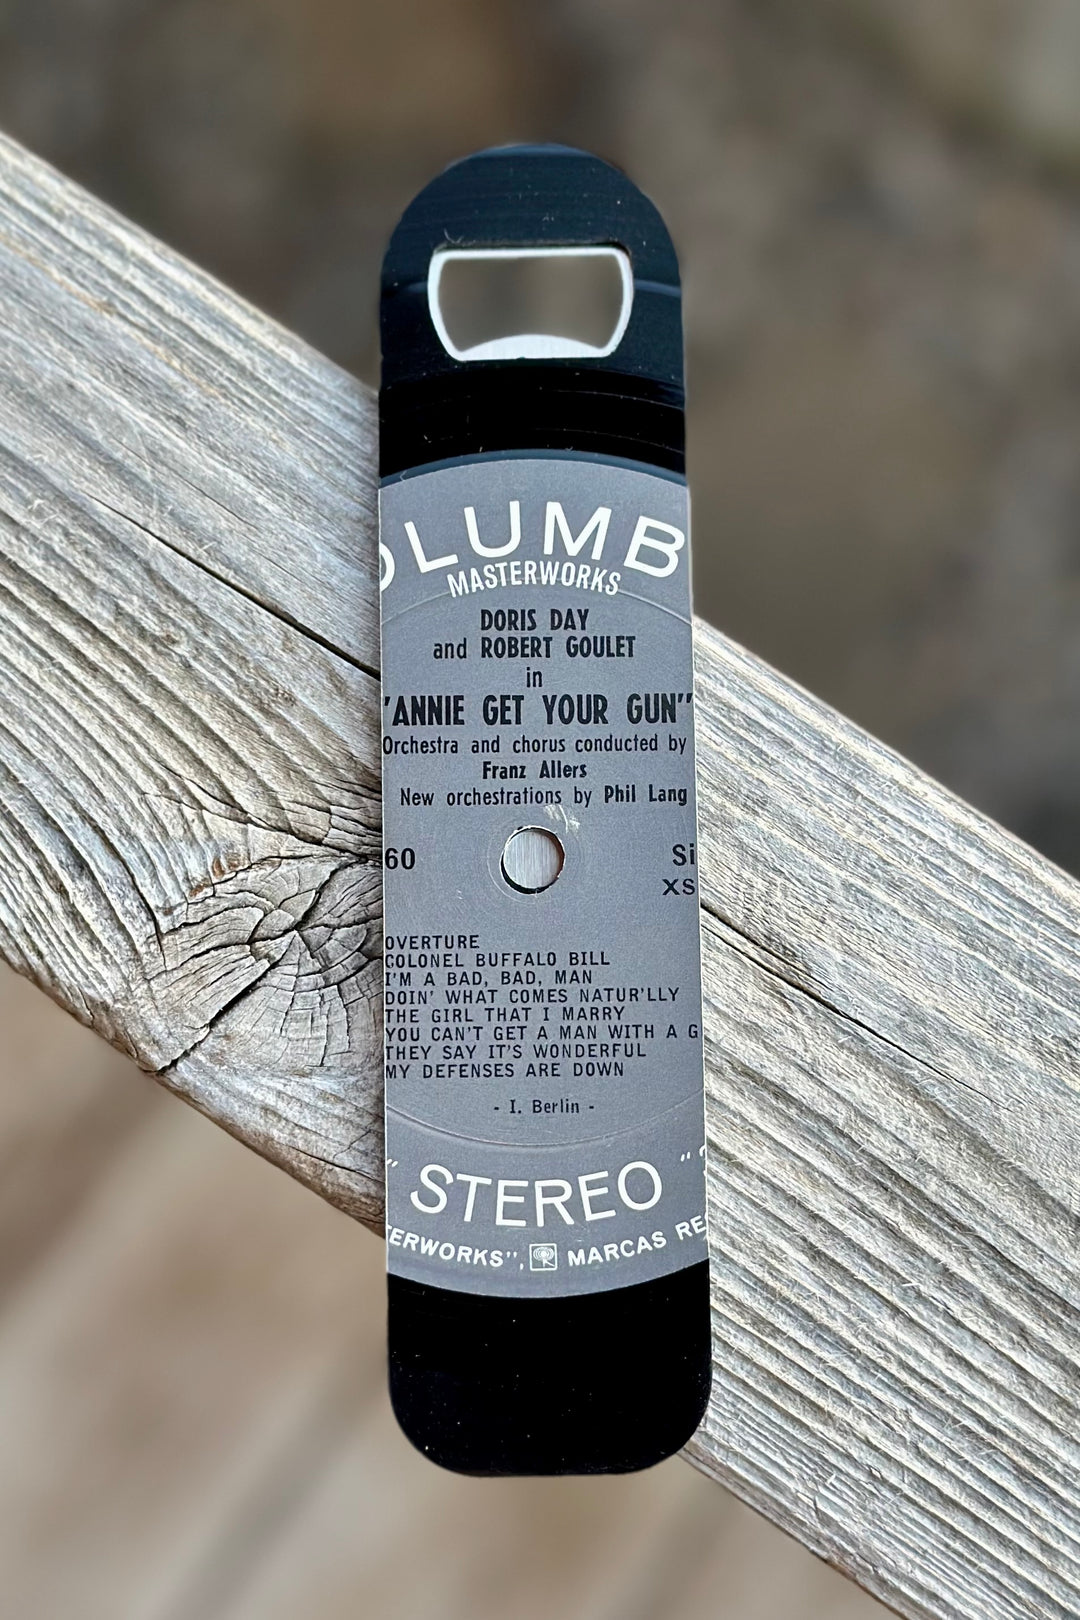 OLUMB
MASTERWORKS
DORIS DAY
and ROBERT GOULET
in
"ANNIE GET YOUR GUN"
Orchestra and chorus conducted by
Franz Allers
New orchestrations by Phil Lang
60
Si
XS
OVERTURE
COLONEL BUFFALO BILL
I'M A BAD, BAD, MAN
DOIN' WHAT COMES NATUR'LLY
THE GIRL THAT I MARRY
YOU CAN'T GET A MAN WITH A G
THEY SAY IT'S WONDERFUL
MY DEFENSES ARE DOWN
- I. Berlin -
" STEREO "
TERWORKS", MARCAS RE